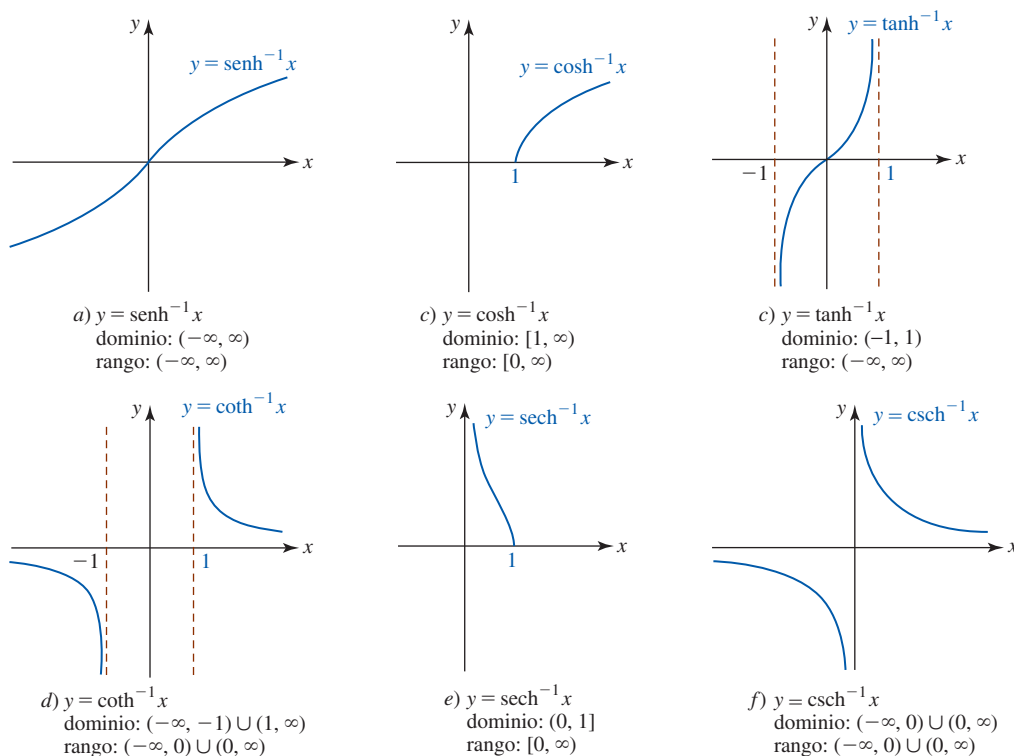 y
y = senh⁻¹x
x
a) y = senh⁻¹x
dominio: (−∞, ∞)
rango: (−∞, ∞)
y
y = cosh⁻¹x
x
1
c) y = cosh⁻¹x
dominio: [1, ∞)
rango: [0, ∞)
y
y = tanh⁻¹x
x
−1
1
c) y = tanh⁻¹x
dominio: (–1, 1)
rango: (−∞, ∞)
y
y = coth⁻¹x
x
−1
1
d) y = coth⁻¹x
dominio: (−∞, −1) ∪ (1, ∞)
rango: (−∞, 0) ∪ (0, ∞)
y
y = sech⁻¹x
x
1
e) y = sech⁻¹x
dominio: (0, 1]
rango: [0, ∞)
y
y = csch⁻¹x
x
f) y = csch⁻¹x
dominio: (−∞, 0) ∪ (0, ∞)
rango: (−∞, 0) ∪ (0, ∞)